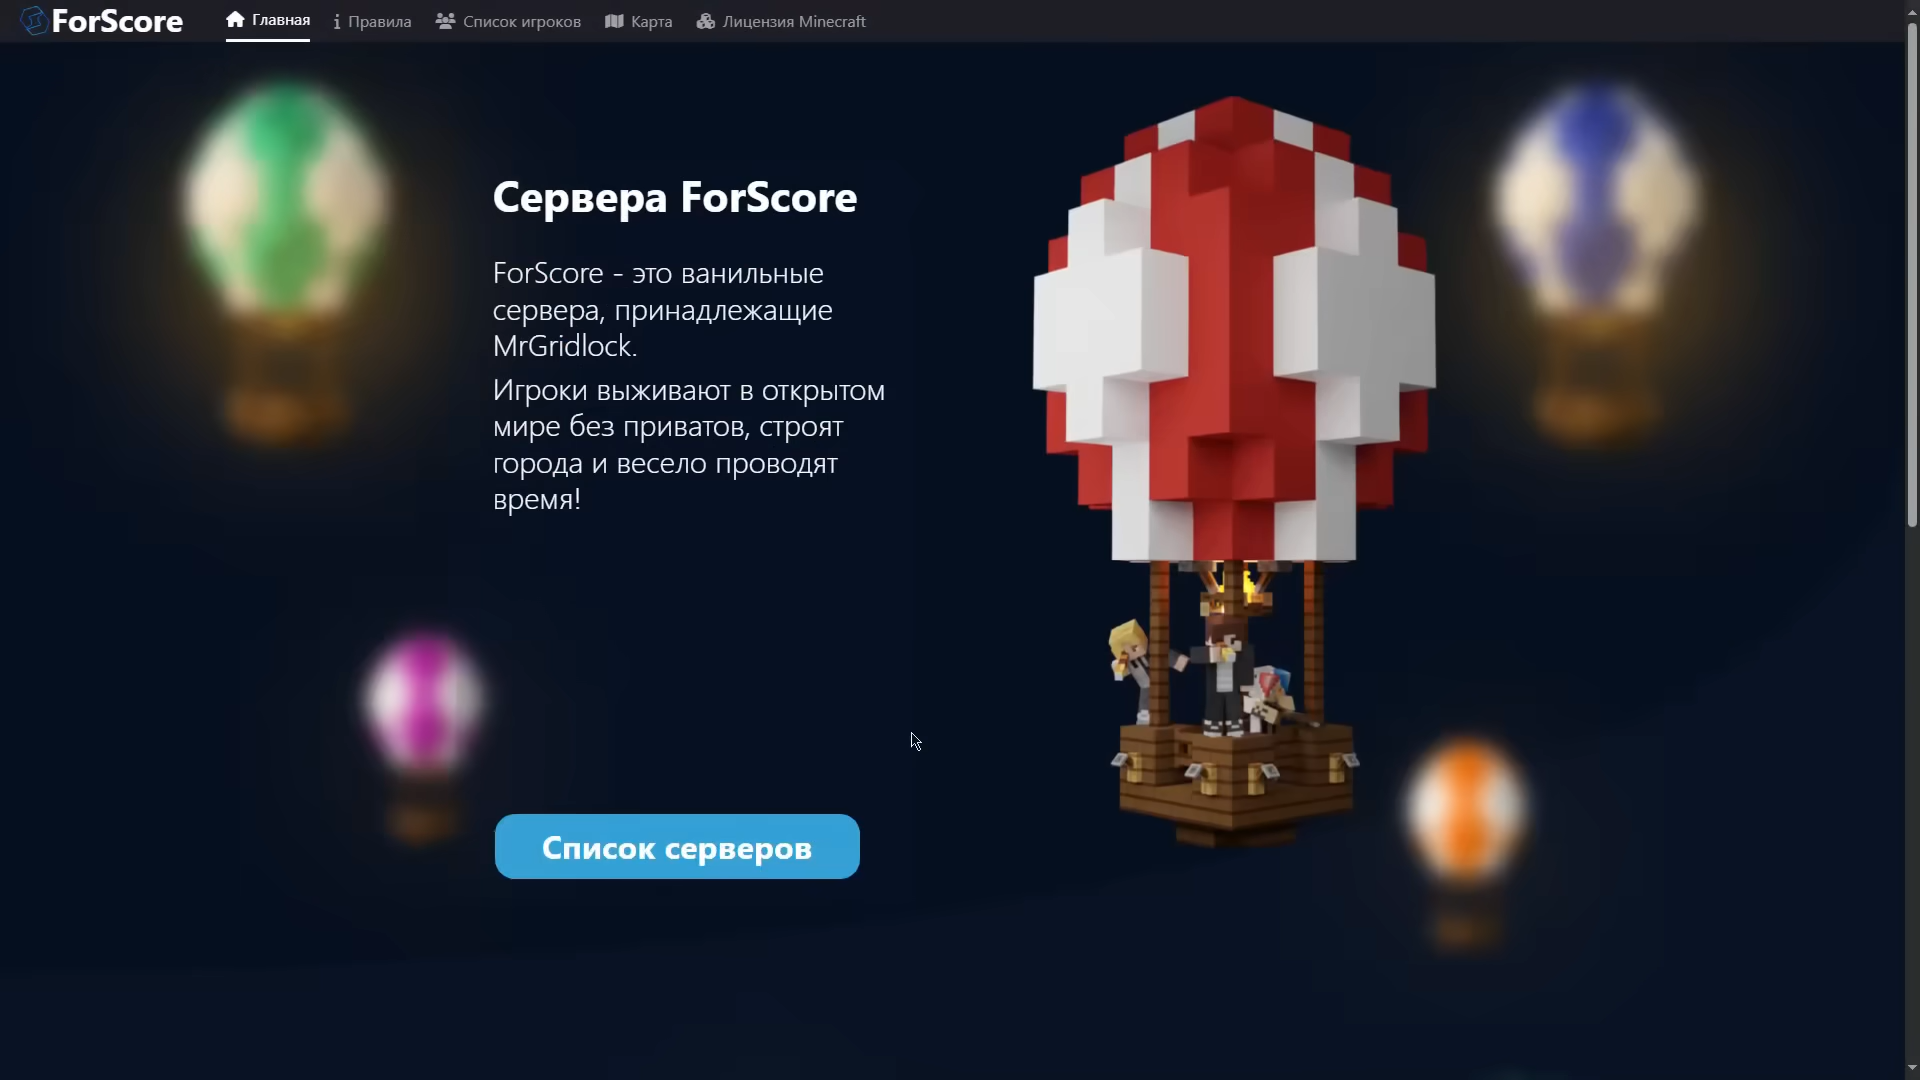 ForScore
Главная
Правила
Список игроков
Карта
Лицензия Minecraft
Сервера ForScore
ForScore - это ванильные
сервера, принадлежащие
MrGridlock.
Игроки выживают в открытом
мире без приватов, строят
города и весело проводят
время!
Список серверов